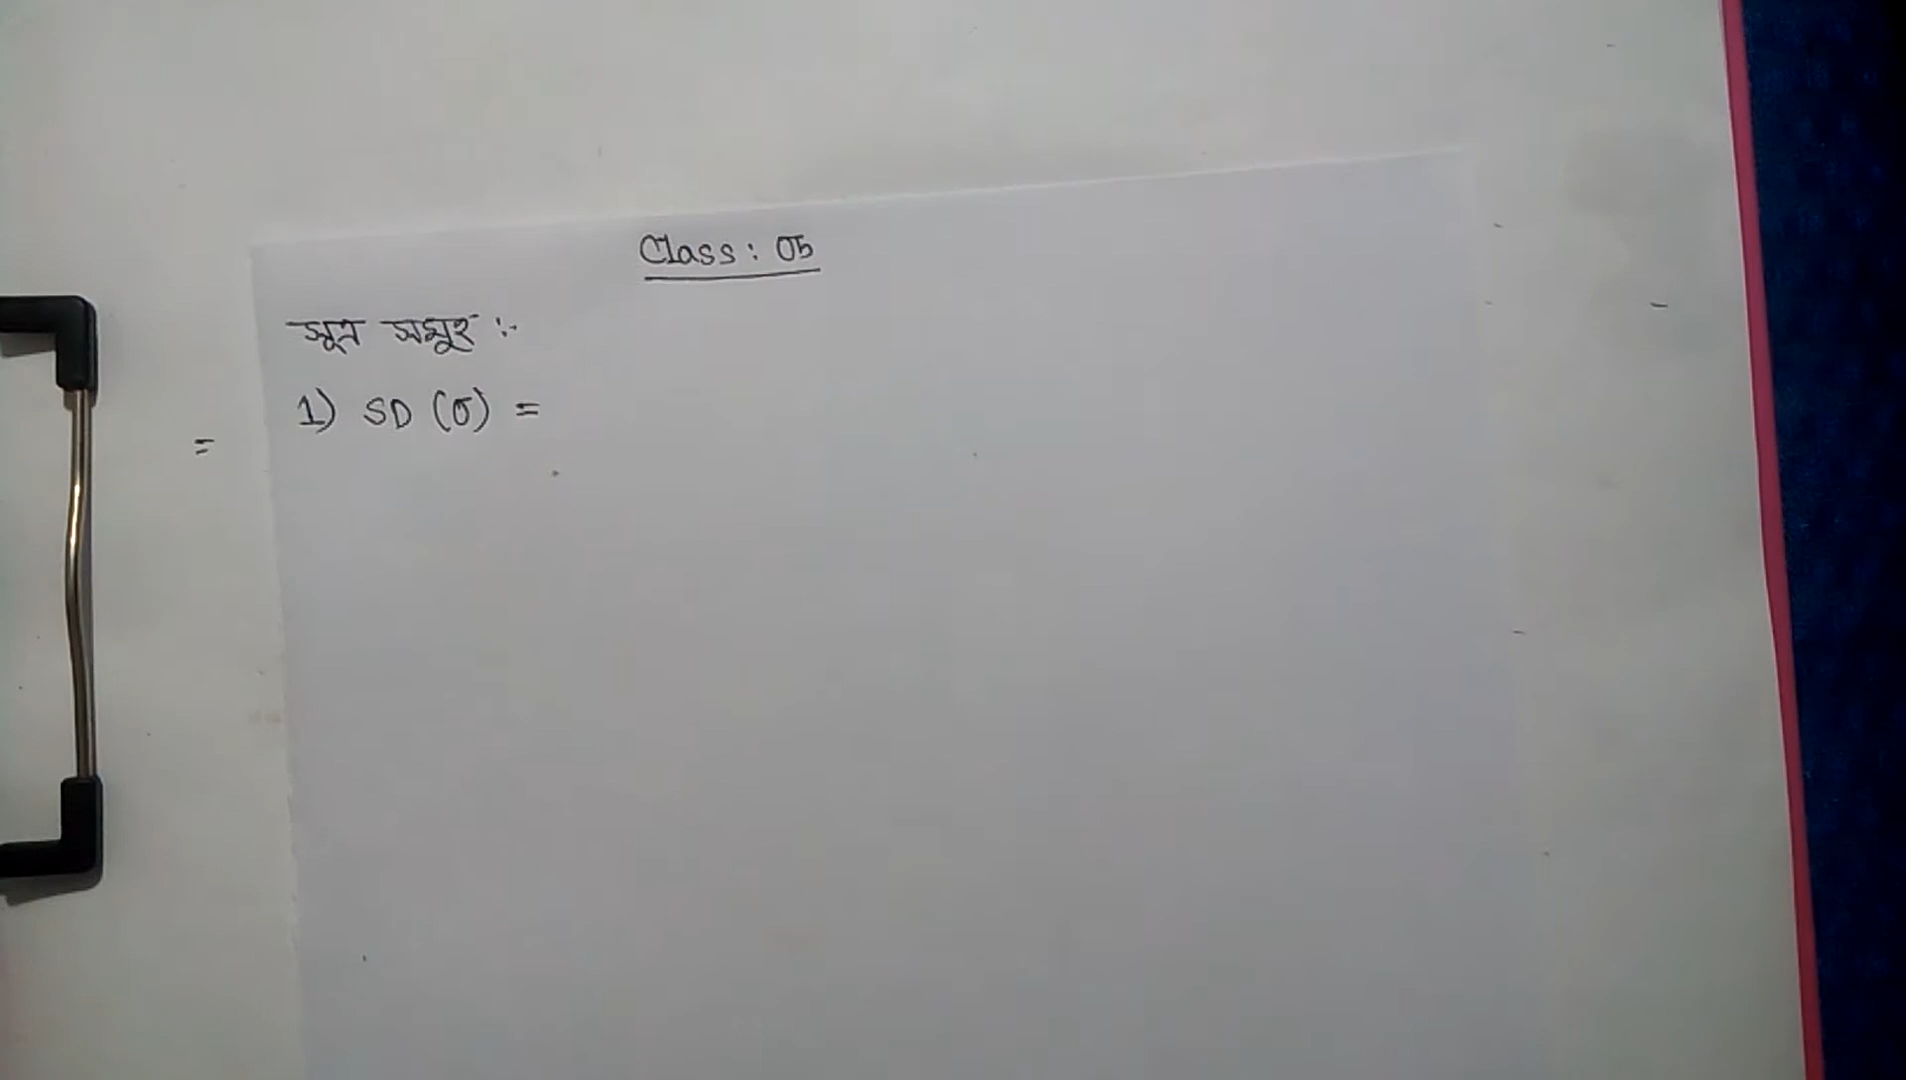 Class: 05
সূত্র সমূহ :-
1) SD (σ) =
=